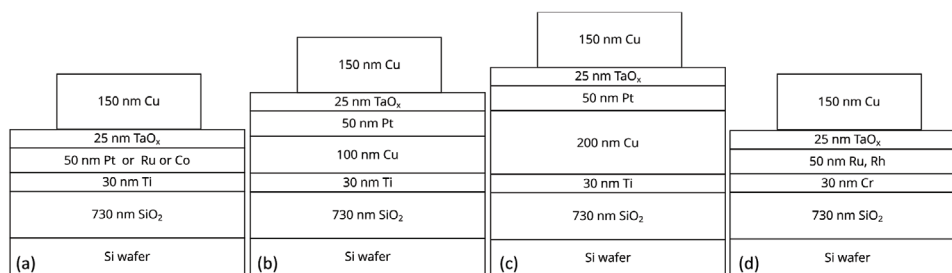 150 nm Cu
25 nm TaOₓ
50 nm Pt or Ru or Co
30 nm Ti
730 nm SiO₂
(a) Si wafer
150 nm Cu
25 nm TaOₓ
50 nm Pt
100 nm Cu
30 nm Ti
730 nm SiO₂
(b) Si wafer
150 nm Cu
25 nm TaOₓ
50 nm Pt
200 nm Cu
30 nm Ti
730 nm SiO₂
(c) Si wafer
150 nm Cu
25 nm TaOₓ
50 nm Ru, Rh
30 nm Cr
730 nm SiO₂
(d) Si wafer